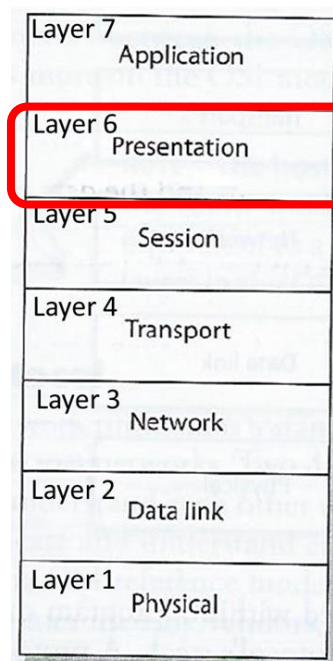 Layer 7
Application
Layer 6
Presentation
Layer 5
Session
Layer 4
Transport
Layer 3
Network
Layer 2
Data link
Layer 1
Physical